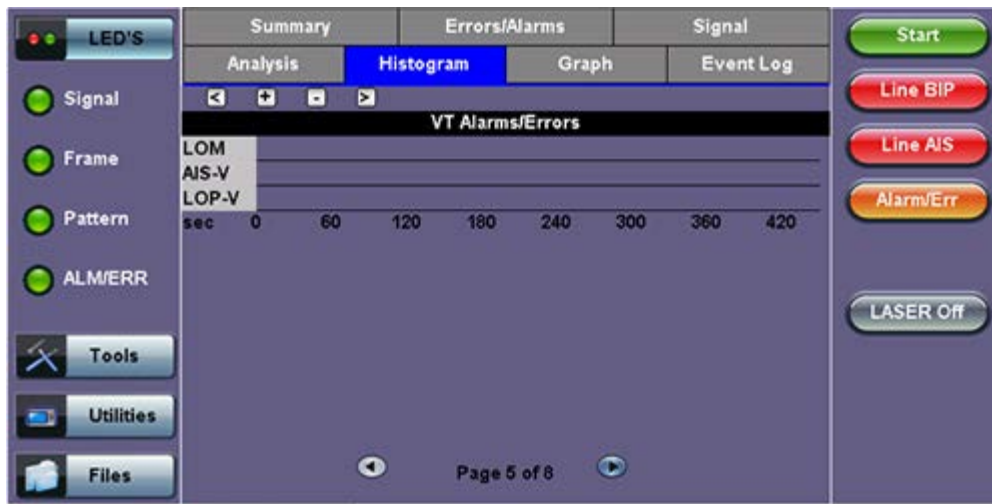 LED'S
Signal
Frame
Pattern
ALM/ERR
Tools
Utilities
Files
Summary Errors/Alarms Signal
Analysis Histogram Graph Event Log
< + - >
VT Alarms/Errors
LOM
AIS-V
LOP-V
sec 0 60 120 180 240 300 360 420
Page 5 of 8
Start
Line BIP
Line AIS
Alarm/Err
LASER Off